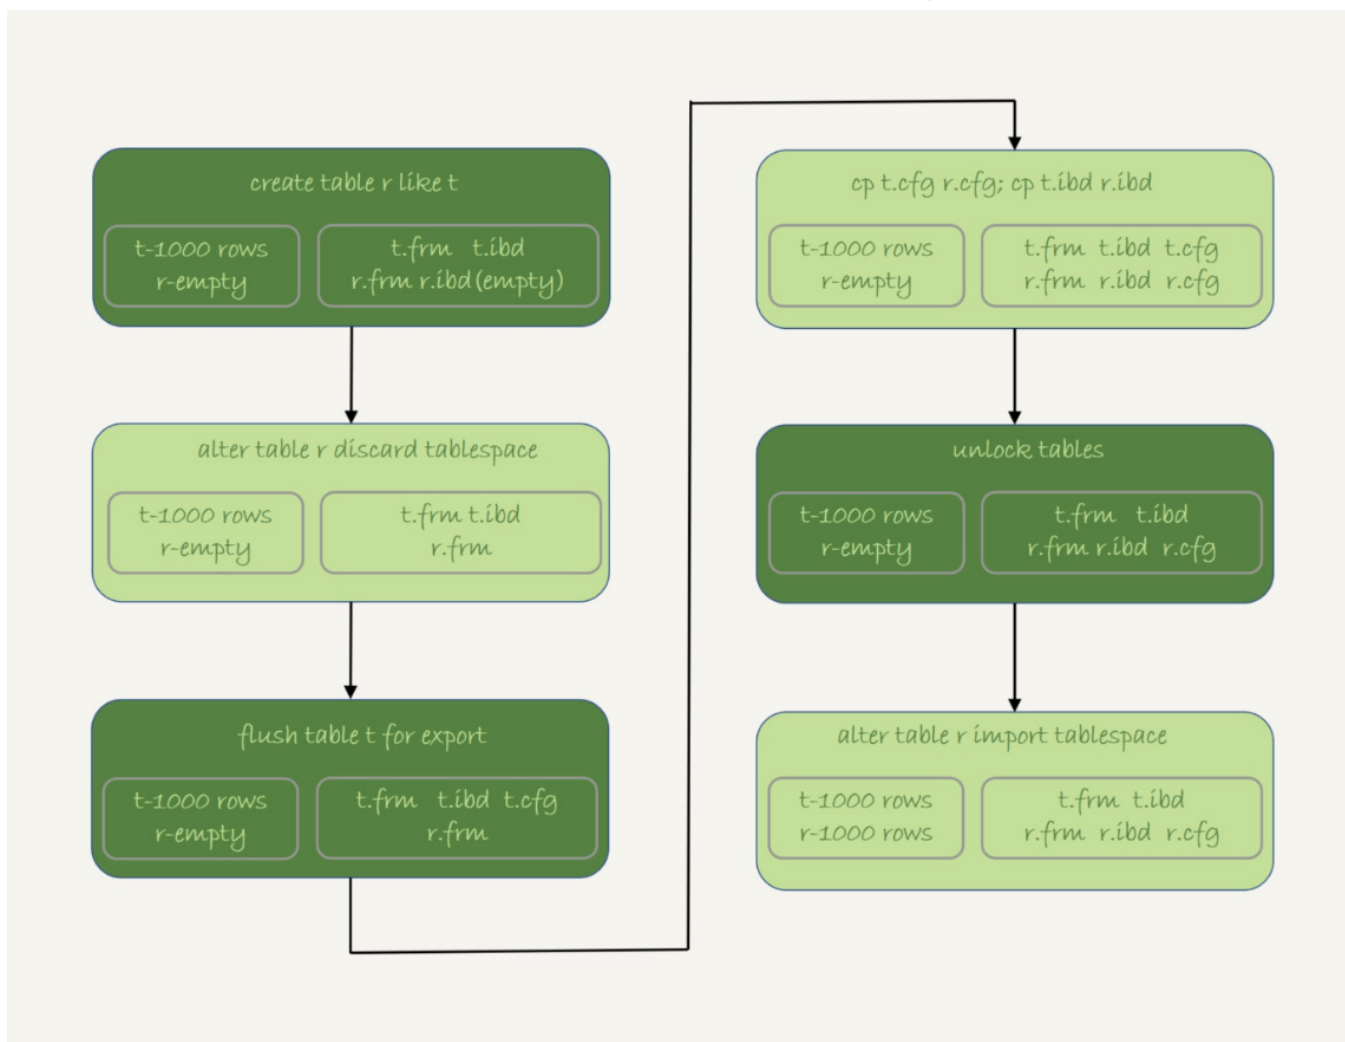 create table r like t
t-1000 rows
r-empty
t.frm t.ibd
r.frm r.ibd(empty)
alter table r discard tablespace
t-1000 rows
r-empty
t.frm t.ibd
r.frm
flush table t for export
t-1000 rows
r-empty
t.frm t.ibd t.cfg
r.frm
cp t.cfg r.cfg; cp t.ibd r.ibd
t-1000 rows
r-empty
t.frm t.ibd t.cfg
r.frm r.ibd r.cfg
unlock tables
t-1000 rows
r-empty
t.frm t.ibd
r.frm r.ibd r.cfg
alter table r import tablespace
t-1000 rows
r-1000 rows
t.frm t.ibd
r.frm r.ibd r.cfg